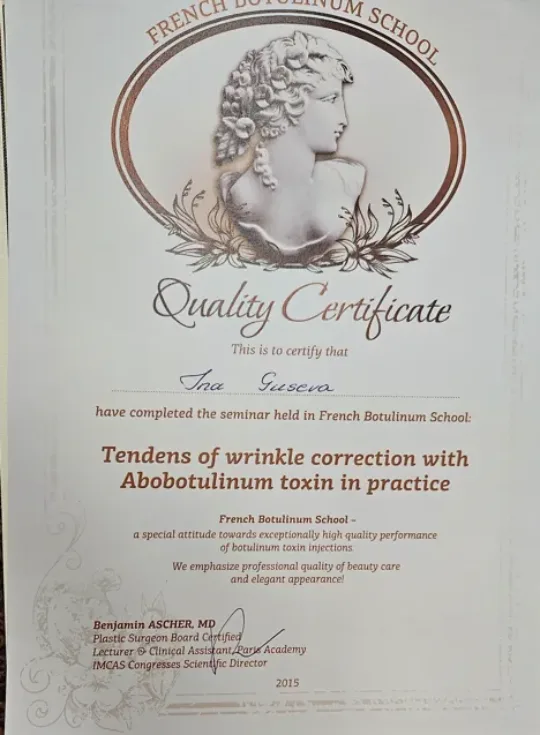 FRENCH BOTULINUM SCHOOL
Quality Certificate
This is to certify that
Ina Guseva
have completed the seminar held in French Botulinum School:
Tendens of wrinkle correction with
Abobotulinum toxin in practice
French Botulinum School –
a special attitude towards exceptionally high quality performance
of botulinum toxin injections.
We emphasize professional quality of beauty care
and elegant appearance!
Benjamin ASCHER, MD
Plastic Surgeon Board Certified
Lecturer & Clinical Assistant, Paris Academy
IMCAS Congresses Scientific Director
2015